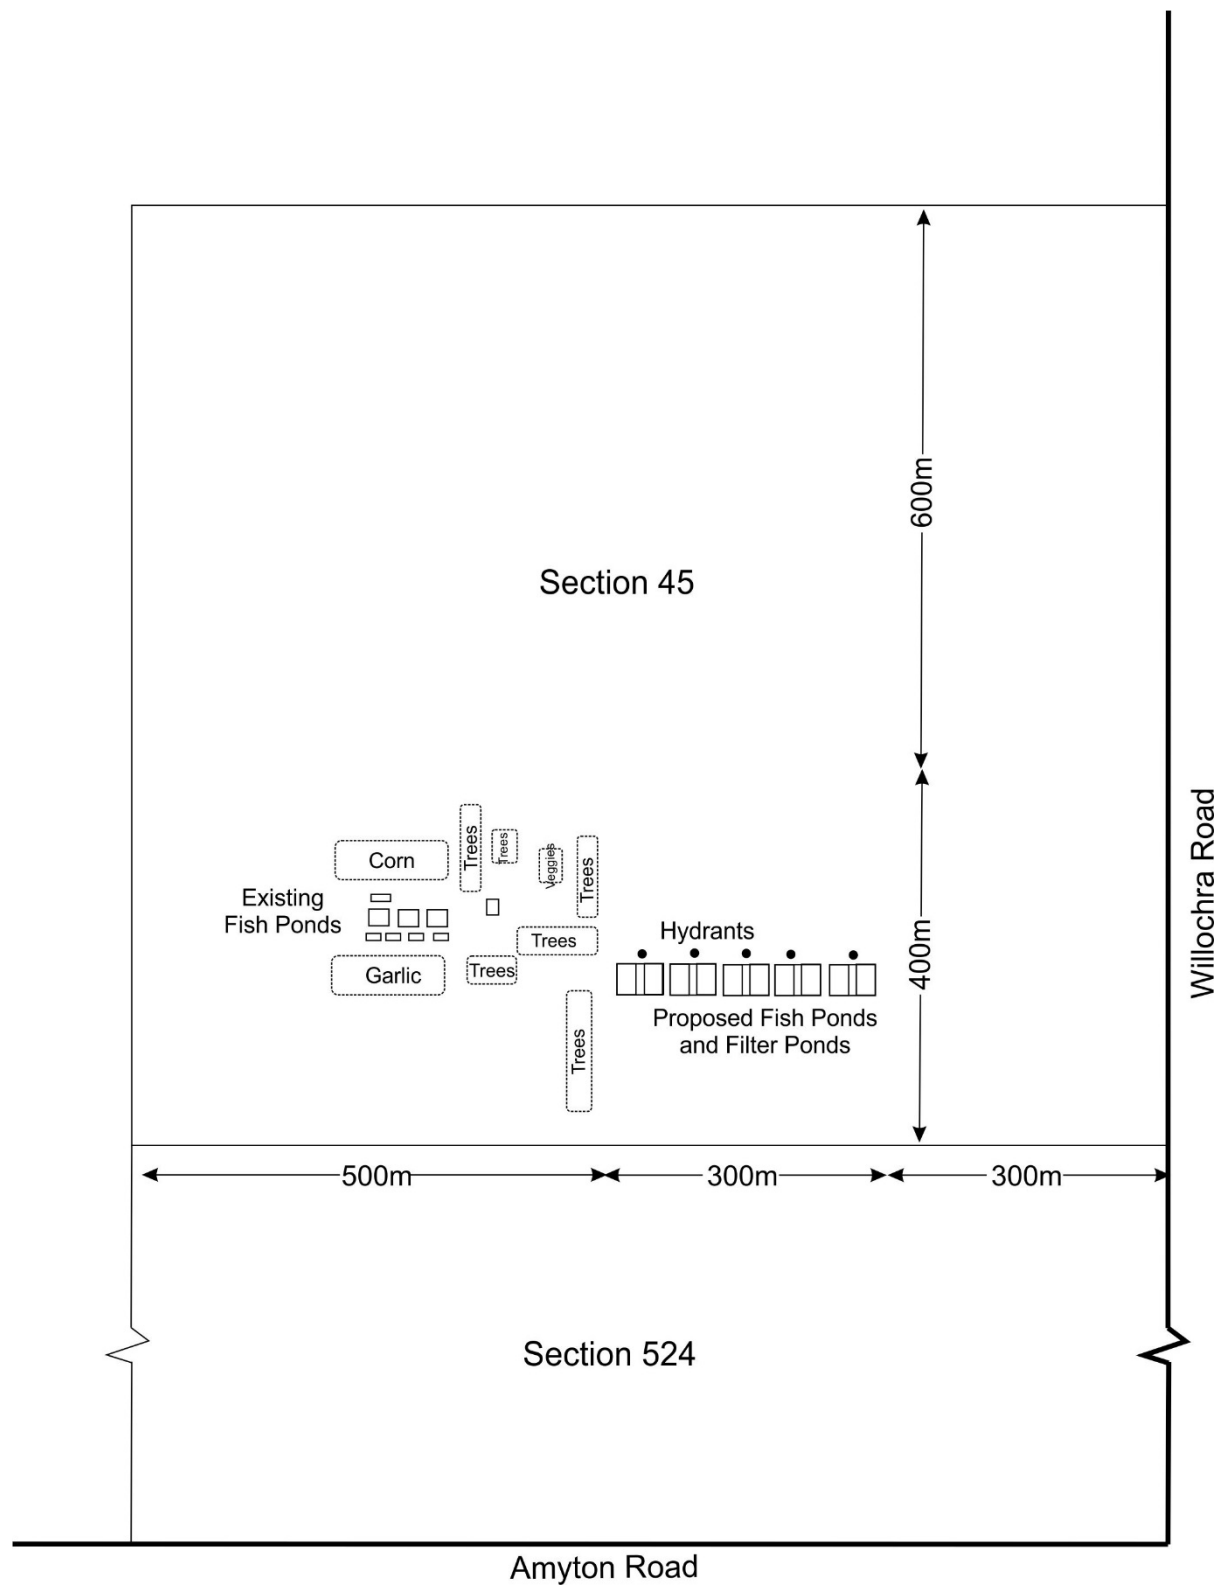 600m
Section 45
Willochra Road
Trees
Trees
Veggies
Trees
Corn
Existing
Fish Ponds
Trees
Hydrants
400m
Garlic
Trees
Proposed Fish Ponds
and Filter Ponds
Trees
500m
300m
300m
Section 524
Amyton Road